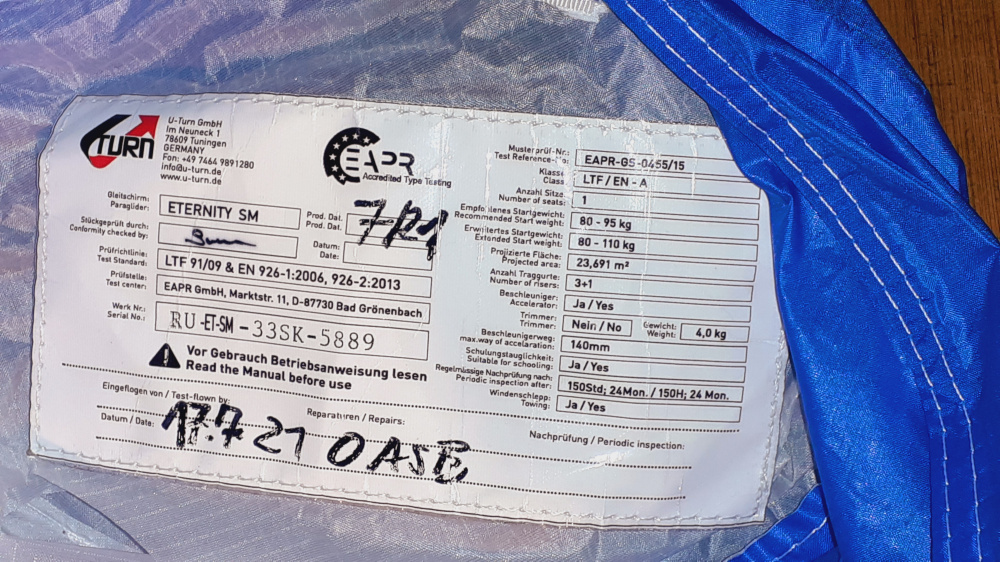 TURN
U-Turn GmbH
Im Neuneck 1
78609 Tuningen
GERMANY
Fon: +49 7464 9891280
info@u-turn.de
www.u-turn.de
EAPR
Accredited Type Testing
Gleitschirm:
Paraglider:
ETERNITY SM
Prod. Dat.
Prod. Dat.
Stückgeprüft durch:
Conformity checked by:
Datum:
Date:
Prüfrichtlinie:
Test Standard:
LTF 91/09 & EN 926-1:2006, 926-2:2013
Prüfstelle:
Test center:
EAPR GmbH, Marktstr. 11, D-87730 Bad Grönenbach
Werk Nr.:
Serial No.:
RU-ET-SM-33SK-5889
Vor Gebrauch Betriebsanweisung lesen
Read the Manual before use
Musterprüf-Nr.:
Test Reference-No:
EAPR-GS-0455/15
Klasse
Class
LTF / EN - A
Anzahl Sitze
Number of seats:
1
Empfohlenes Startgewicht:
Recommended Start weight:
80 - 95 kg
Erweitertes Startgewicht:
Extended Start weight:
80 - 110 kg
Projizierte Fläche:
Projected area:
23,691 m²
Anzahl Traggurte:
Number of risers:
3+1
Beschleuniger:
Accelerator:
Ja / Yes
Trimmer:
Trimmer:
Nein / No
Gewicht:
Weight:
4,0 kg
Beschleunigerweg:
max.way of accelaration:
140mm
Schulungstauglichkeit:
Suitable for schooling:
Ja / Yes
Regelmässige Nachprüfung nach:
Periodic inspection after:
150Std; 24Mon. / 150H; 24 Mon.
Windenschlepp:
Towing:
Ja / Yes
Eingeflogen von / Test-flown by
Reparaturen / Repairs:
Nachprüfung / Periodic inspection:
Datum / Date:
17.7 21 OASE